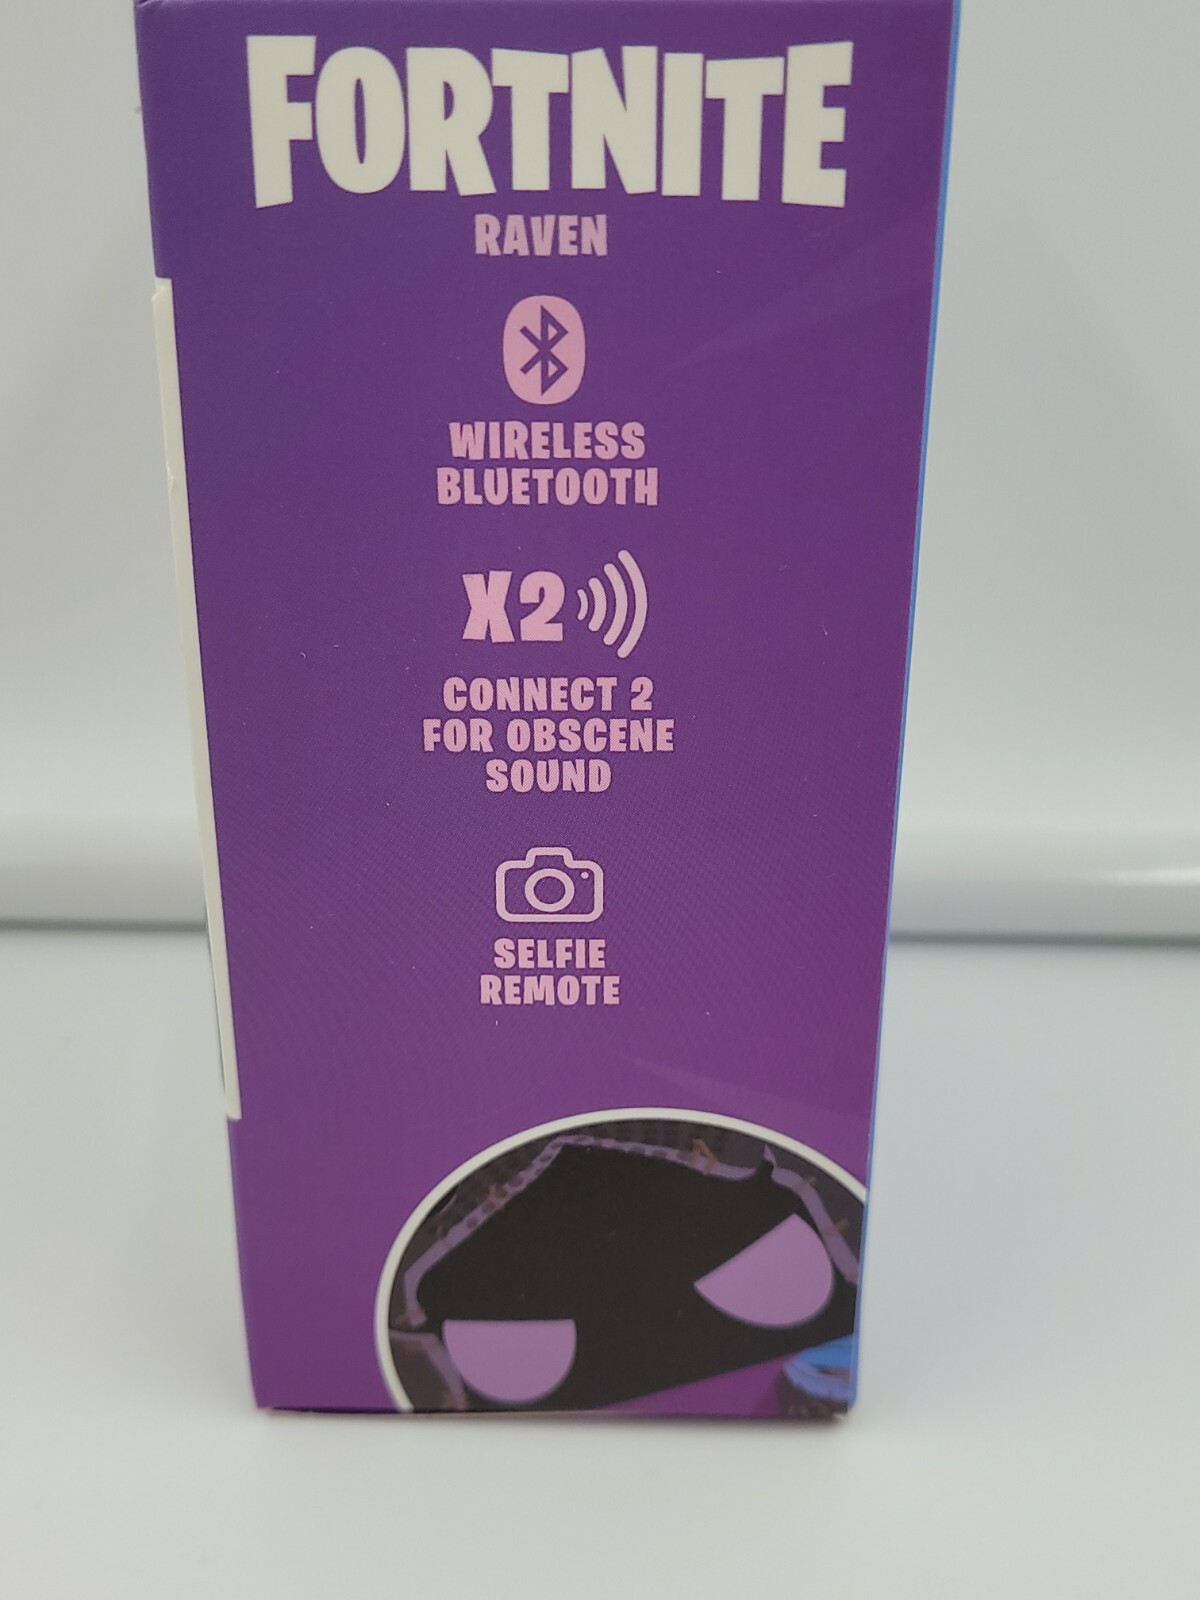 FORTNITE
RAVEN
WIRELESS
BLUETOOTH
X2
CONNECT 2
FOR OBSCENE
SOUND
SELFIE
REMOTE